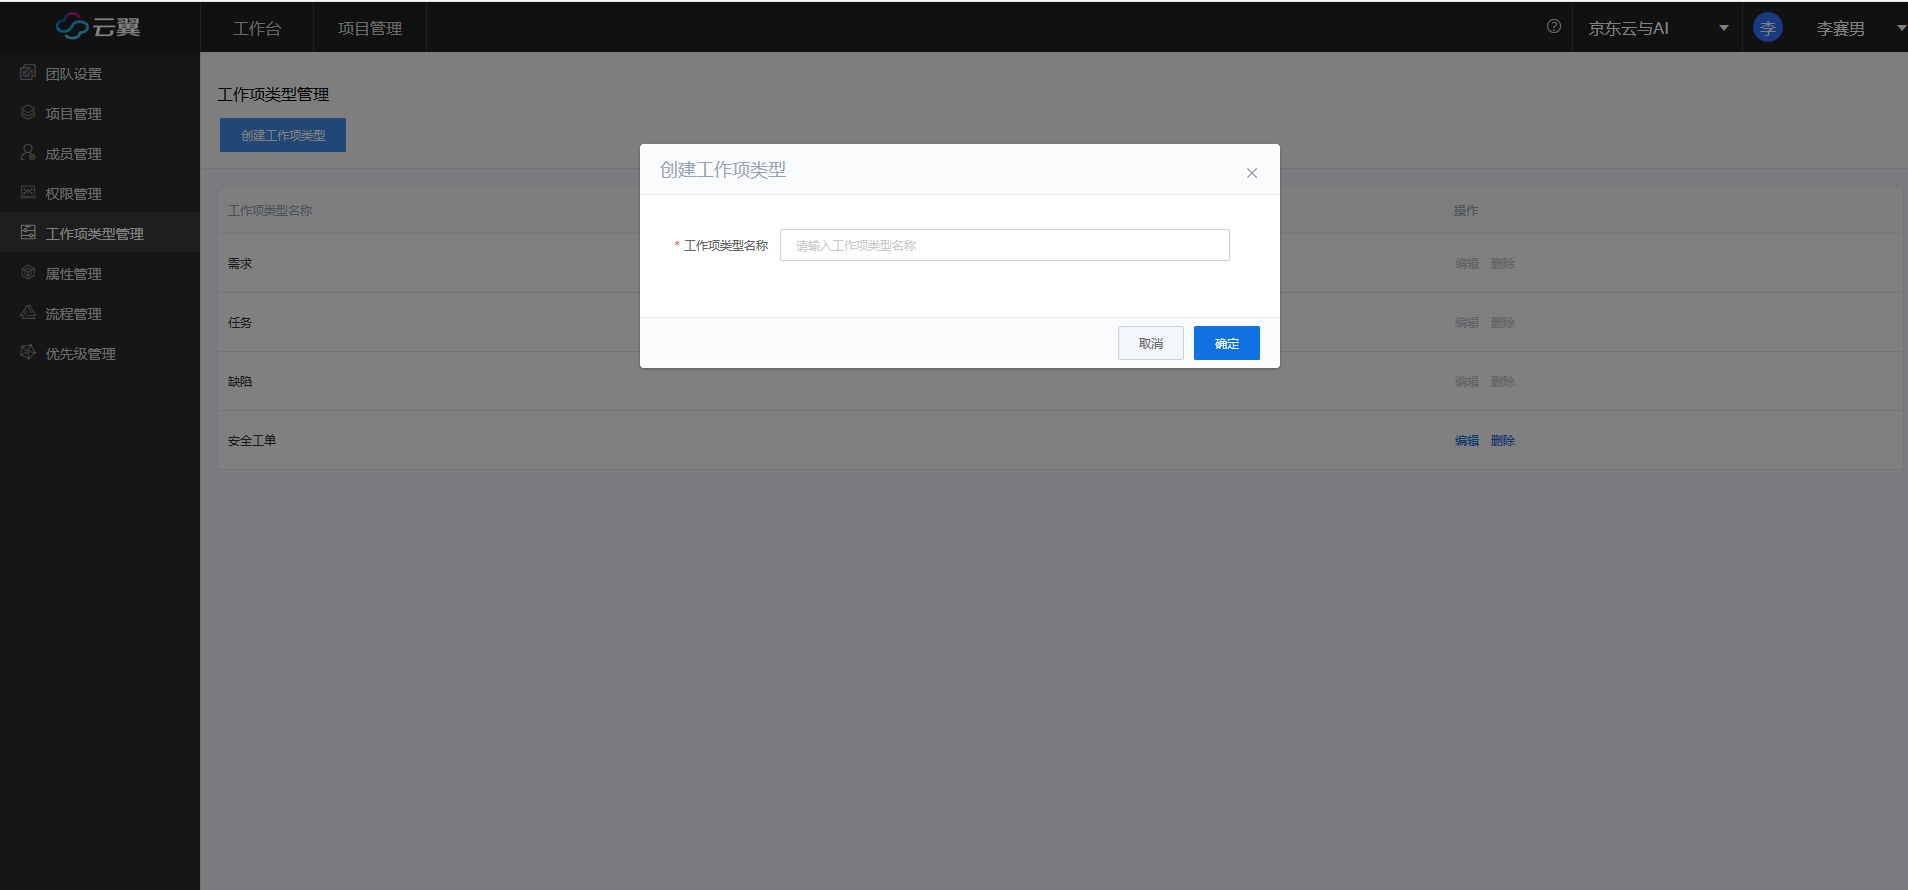 云翼
工作台
项目管理
京东云与AI
李
李赛男
团队设置
项目管理
成员管理
权限管理
工作项类型管理
属性管理
流程管理
优先级管理
工作项类型管理
创建工作项类型
工作项类型名称
操作
需求
编辑 删除
任务
编辑 删除
缺陷
编辑 删除
安全工单
编辑 删除
创建工作项类型
* 工作项类型名称
请输入工作项类型名称
取消
确定